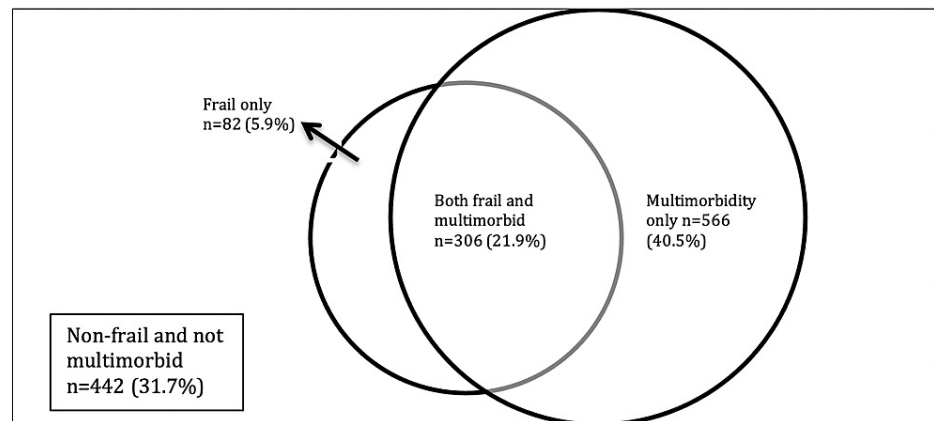 Frail only
n=82 (5.9%)
Both frail and
multimorbid
n=306 (21.9%)
Multimorbidity
only n=566
(40.5%)
Non-frail and not
multimorbid
n=442 (31.7%)